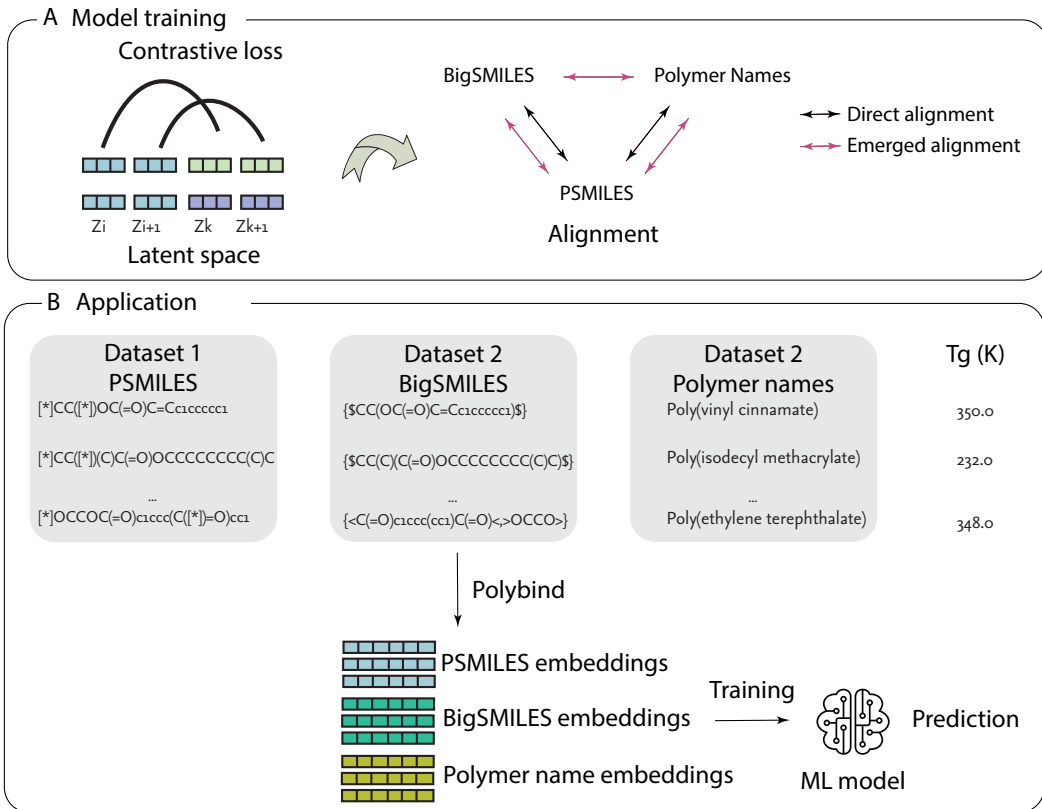 A Model training
Contrastive loss
Zi Zi+1 Zk Zk+1
Latent space
BigSMILES
Polymer Names
PSMILES
Alignment
Direct alignment
Emerged alignment
B Application
Dataset 1
PSMILES
[*]CC([*])OC(=O)C=Cc1ccccc1
[*]CC([*])(C)C(=O)OCCCCCCCC(C)C
...
[*]OCCOC(=O)c1ccc(C([*])=O)cc1
Dataset 2
BigSMILES
{$CC(OC(=O)C=Cc1ccccc1)$}
{$CC(C)(C(=O)OCCCCCCCC(C)C)$}
...
{<C(=O)c1ccc(cc1)C(=O)<,>OCCO>}
Dataset 2
Polymer names
Poly(vinyl cinnamate)
Poly(isodecyl methacrylate)
...
Poly(ethylene terephthalate)
Tg (K)
350.0
232.0
348.0
Polybind
PSMILES embeddings
BigSMILES embeddings
Polymer name embeddings
Training
ML model
Prediction